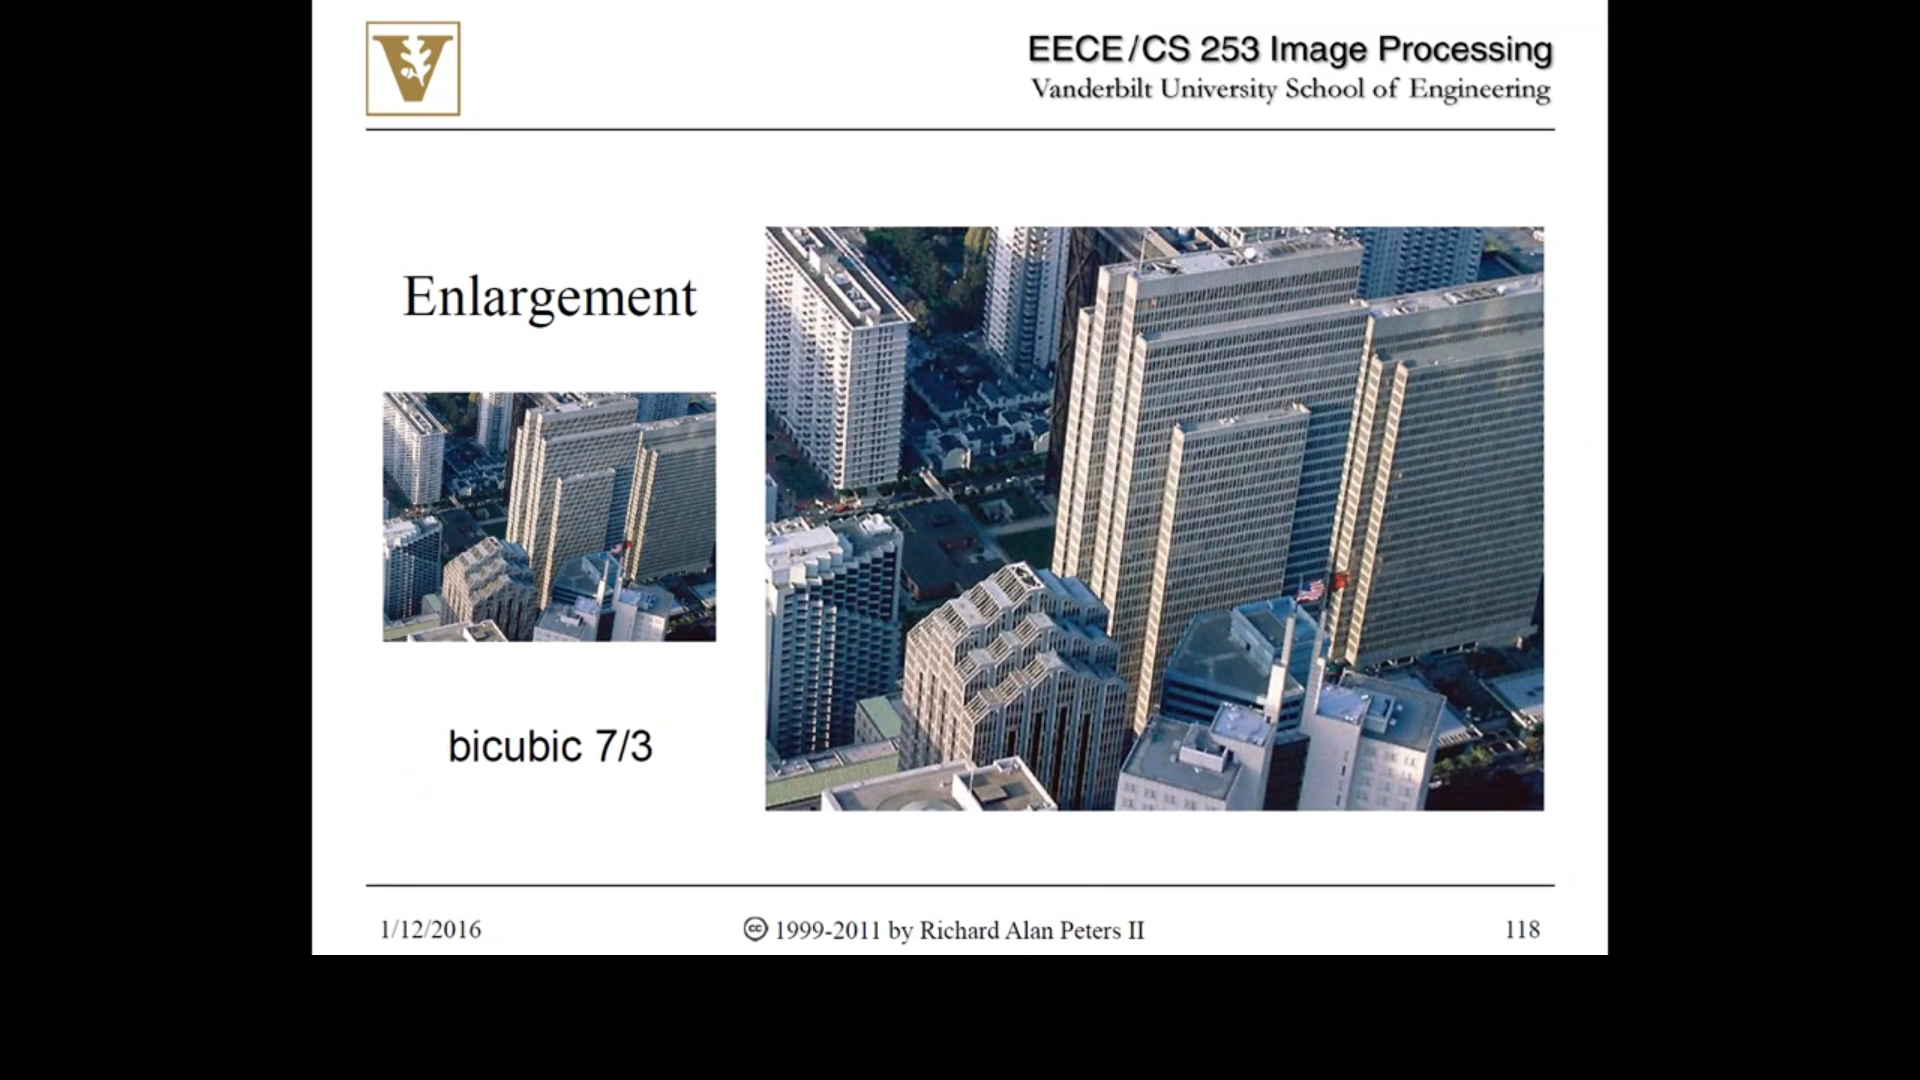 V
EECE/CS 253 Image Processing
Vanderbilt University School of Engineering
Enlargement
bicubic 7/3
1/12/2016
cc 1999-2011 by Richard Alan Peters II
118